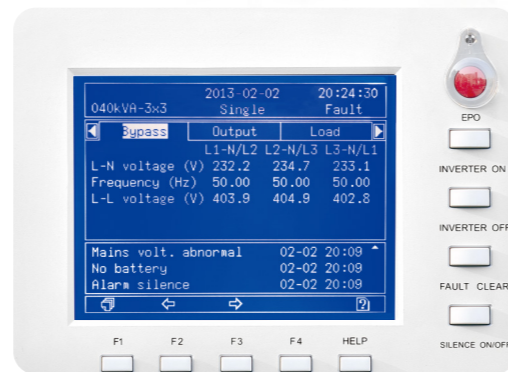 2013-02-02 20:24:30
040kVA-3x3 Single Fault
Bypass Output Load
L1-N/L2 L2-N/L3 L3-N/L1
L-N voltage (V) 232.2 234.7 233.1
Frequency (Hz) 50.00 50.00 50.00
L-L voltage (V) 403.9 404.9 402.8
Mains volt. abnormal 02-02 20:09
No battery 02-02 20:09
Alarm silence 02-02 20:09
?
F1 F2 F3 F4 HELP
EPO
INVERTER ON
INVERTER OFF
FAULT CLEAR
SILENCE ON/OFF